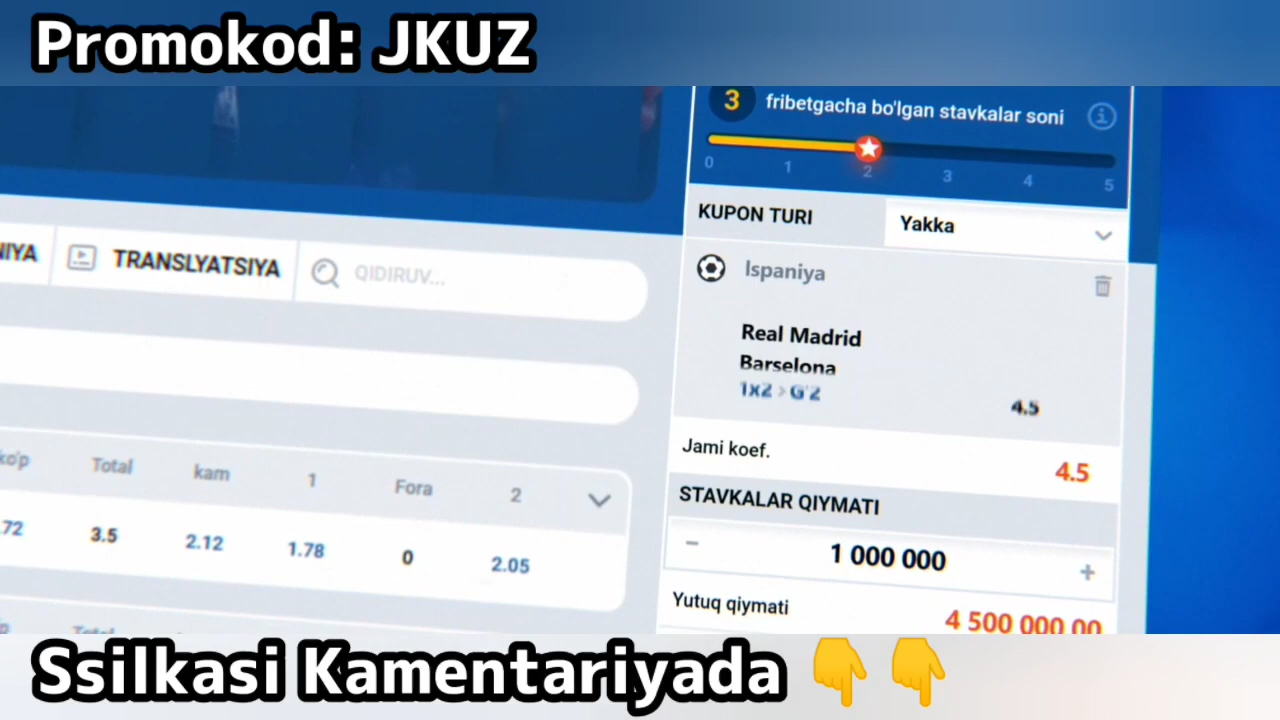 Promokod: JKUZ
3 fribetgacha bo'lgan stavkalar soni
0 1 2 3 4 5
KUPON TURI Yakka
TRANSLYATSIYA QIDIRUV...
Ispaniya
Real Madrid
Barselona
1x2 > G'2 4.5
Jami koef. 4.5
ko'p Total kam 1 Fora 2
.72 3.5 2.12 1.78 0 2.05
STAVKALAR QIYMATI
− 1 000 000 +
Yutuq qiymati 4 500 000.00
Ssilkasi Kamentariyada 👇👇